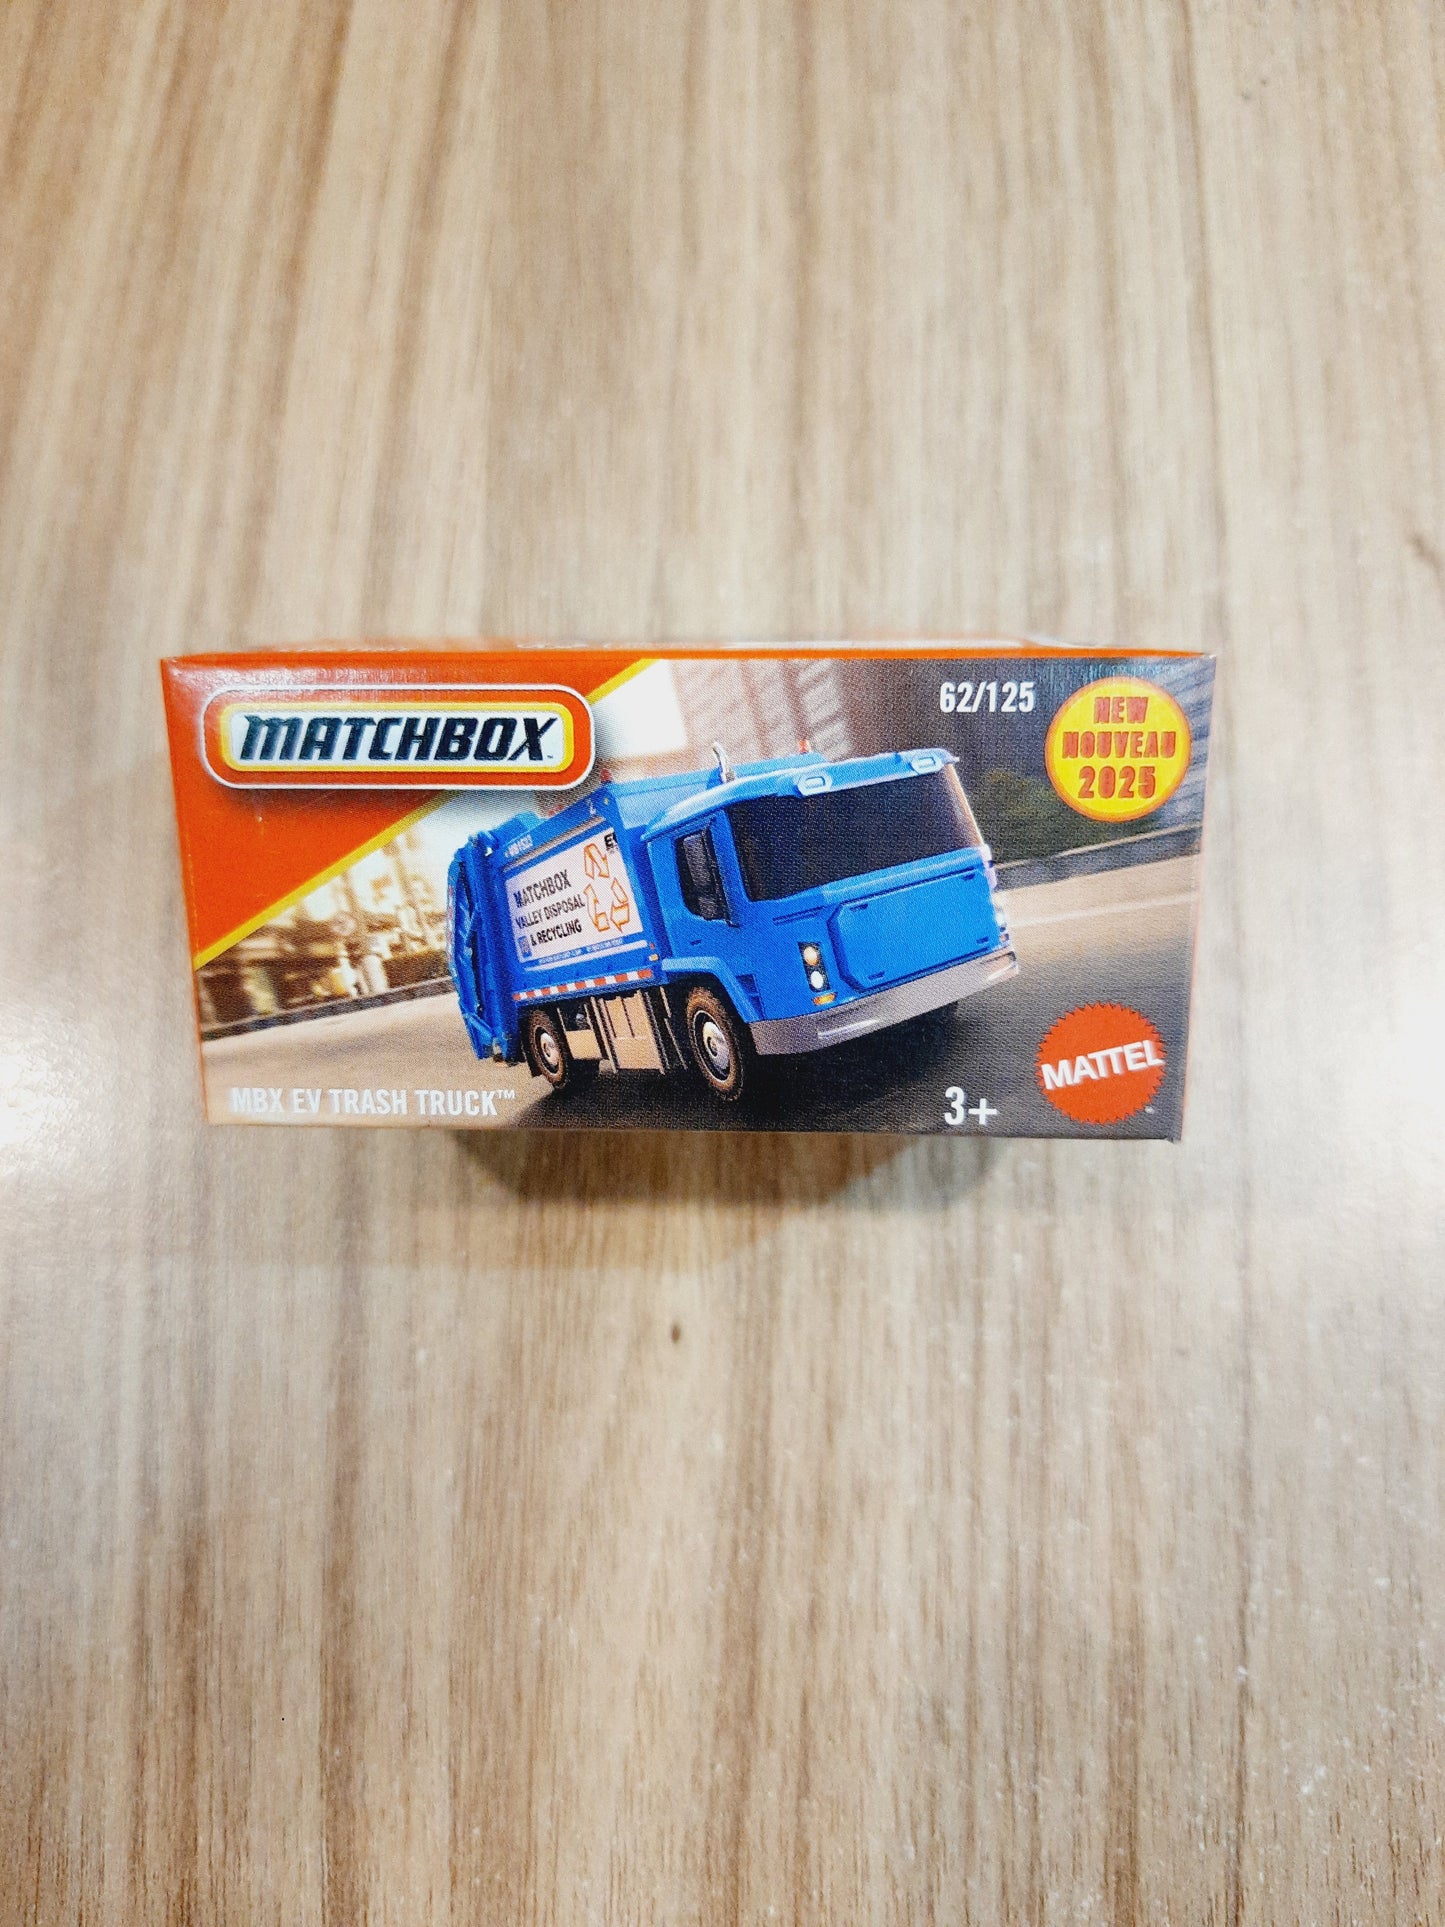 MATCHBOX
62/125
NEW
NOUVEAU
2025
MATCHBOX
VALLEY DISPOSAL
& RECYCLING
MATTEL
MBX EV TRASH TRUCK™
3+